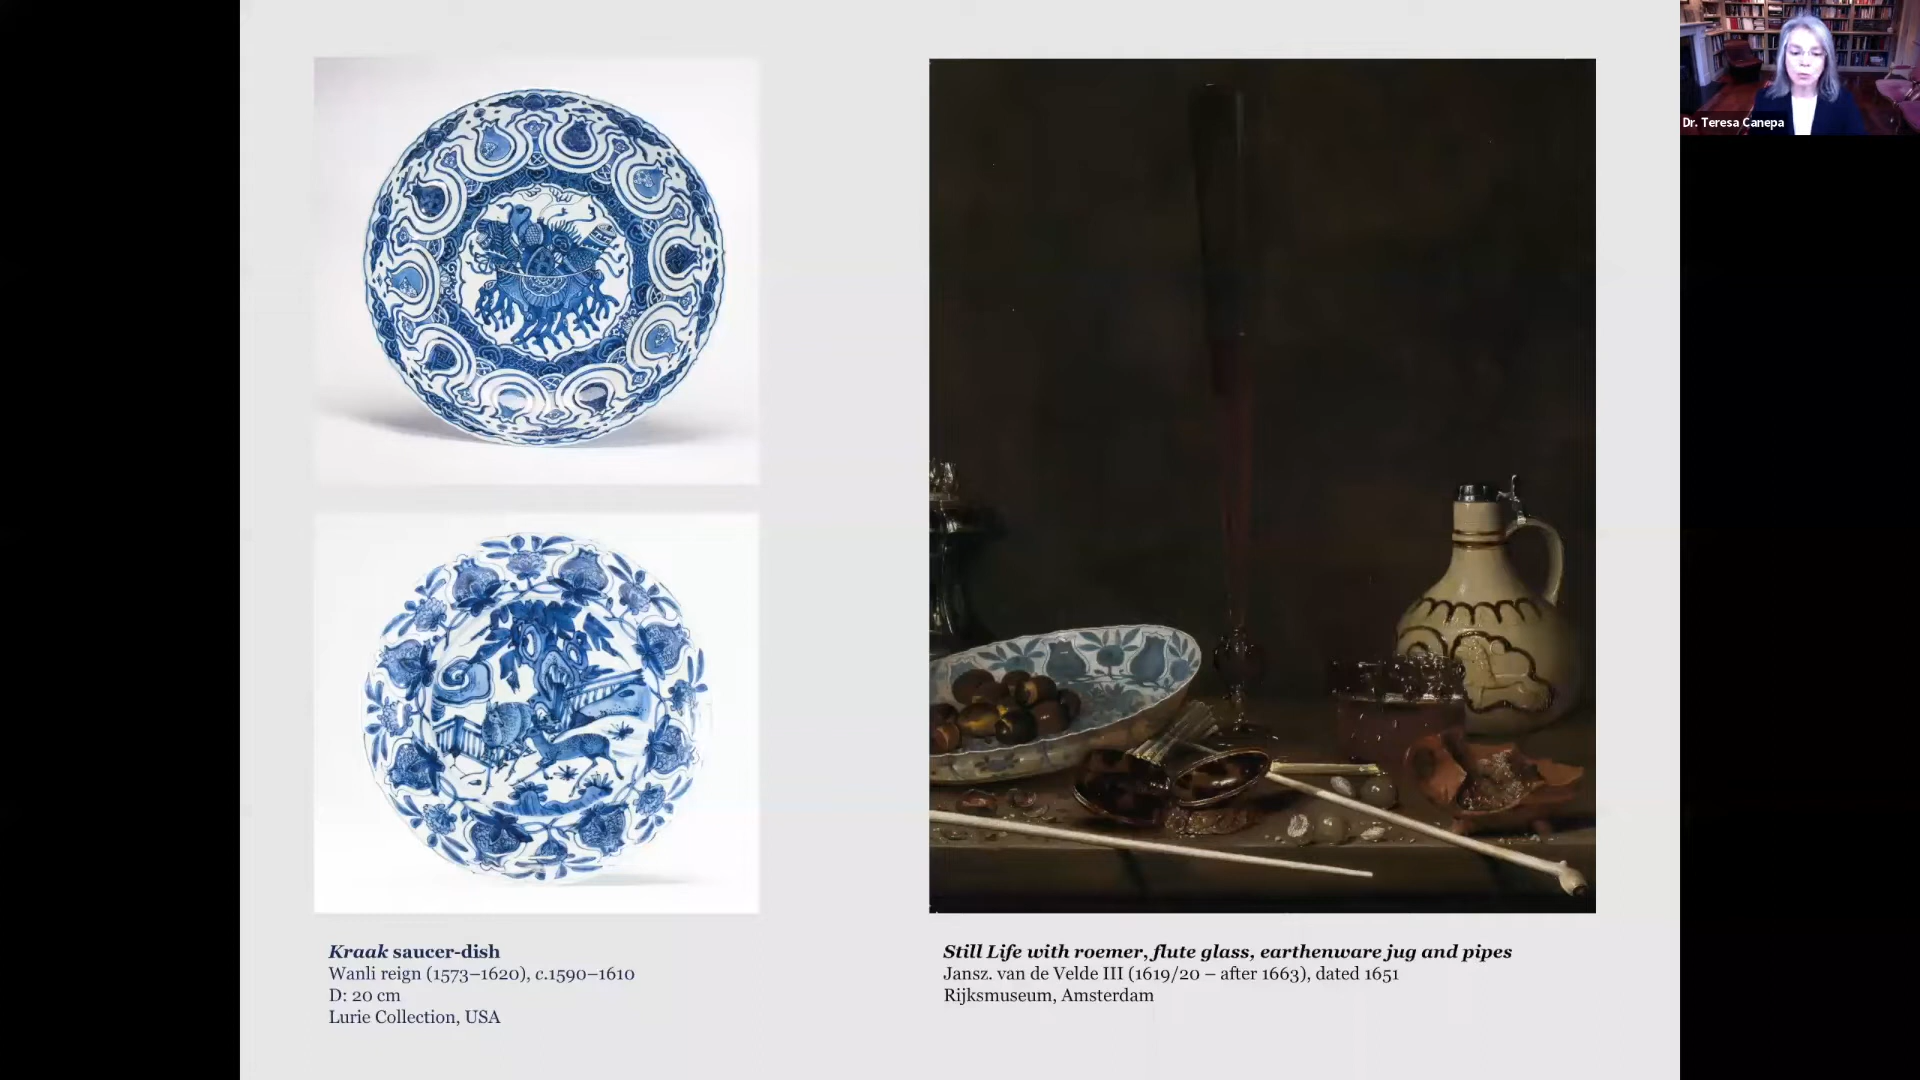 Dr. Teresa Canepa
Kraak saucer-dish
Wanli reign (1573–1620), c.1590–1610
D: 20 cm
Lurie Collection, USA
Still Life with roemer, flute glass, earthenware jug and pipes
Jansz. van de Velde III (1619/20 – after 1663), dated 1651
Rijksmuseum, Amsterdam